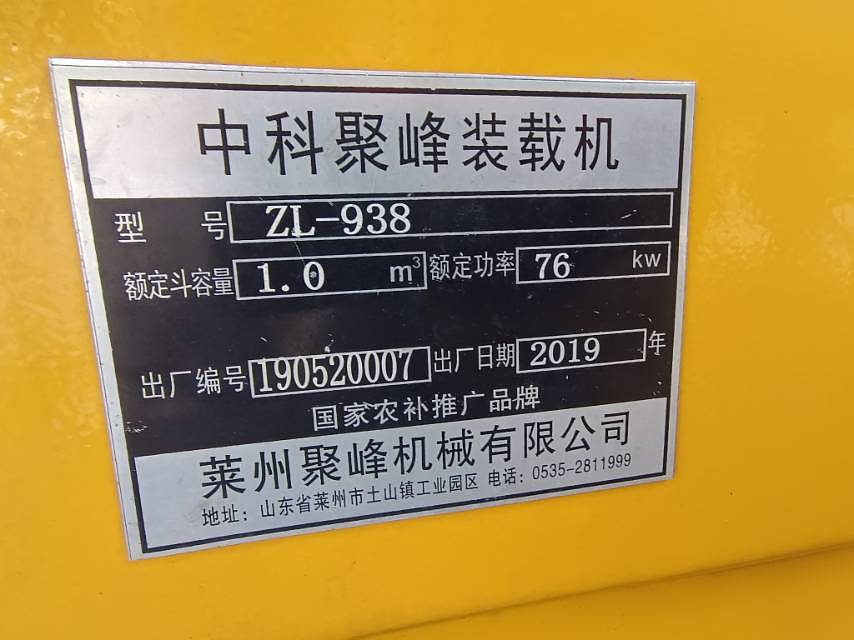 中科聚峰装载机
型 号 ZL-938
额定斗容量 1.0 m³ 额定功率 76 kw
出厂编号 190520007 出厂日期 2019 年
国家农补推广品牌
莱州聚峰机械有限公司
地址：山东省莱州市土山镇工业园区 电话：0535-2811999